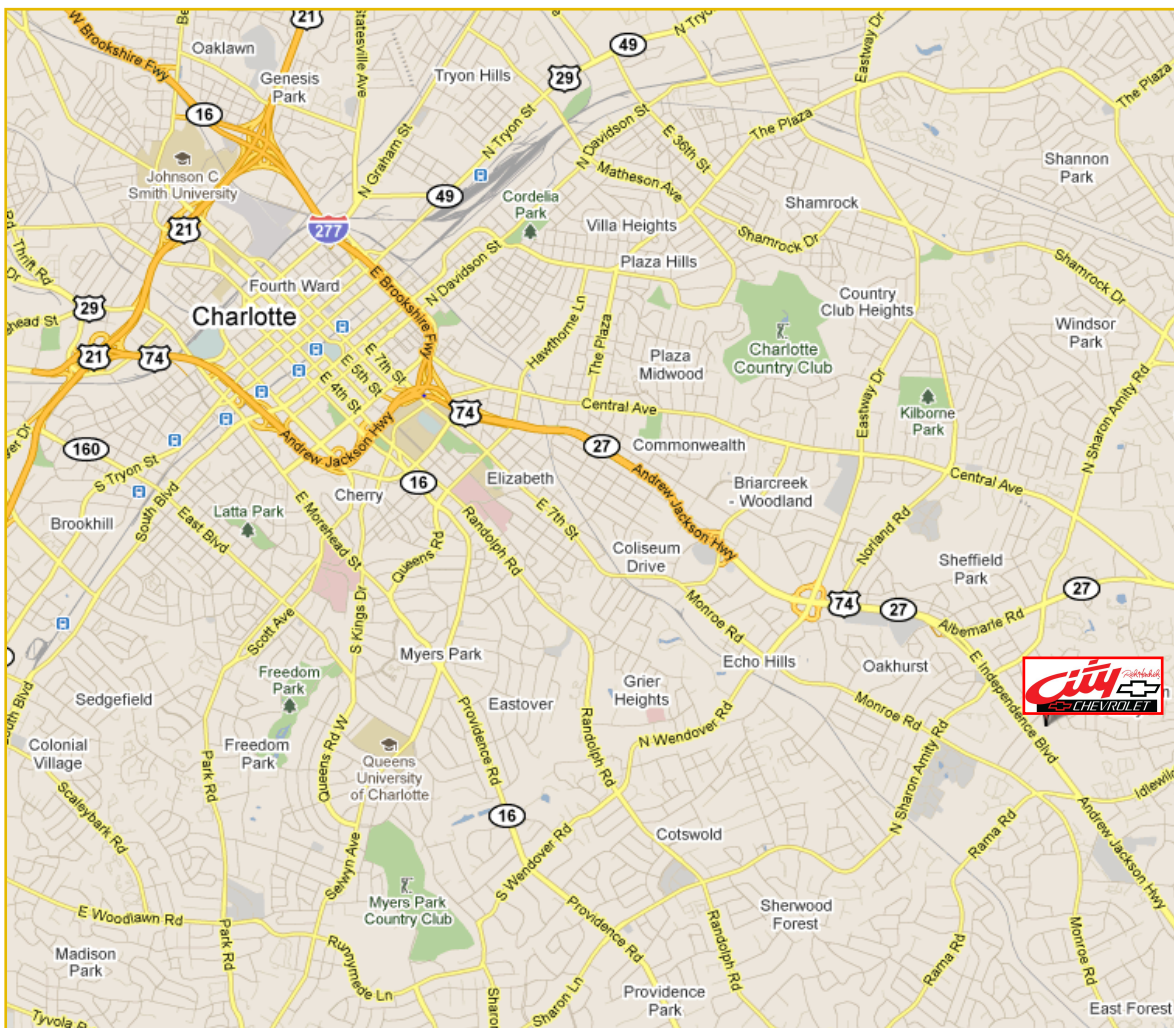 21
W Brookshire Fwy
Oaklawn
Statesville Ave
Genesis
Park
Tryon Hills
49
N Tryon
29
Eastway Dr
The Plaza
16
N Graham St
N Tryon St
N Davidson St
E 36th St
The Plaza
Shannon
Park
Johnson C
Smith University
49
Matheson Ave
Cordelia
Park
Villa Heights
Shamrock
Shamrock Dr
21
277
Thrift Rd
Rd
Dr
Fourth Ward
E Brookshire Fwy
N Davidson St
Plaza Hills
Shamrock Dr
Country
Club Heights
29
ehead St
Charlotte
Windsor
Park
21
74
E 7th St
E 5th St
E 4th St
Hawthorne Ln
The Plaza
Plaza
Midwood
Charlotte
Country Club
Eastway Dr
Kilborne
Park
N Sharon Amity Rd
74
Central Ave
27
Commonwealth
yer Dr
160
Andrew Jackson Hwy
S Tryon St
South Blvd
16
Cherry
Elizabeth
Andrew Jackson Hwy
Briarcreek
- Woodland
Central Ave
Brookhill
Latta Park
East Blvd
E Morehead St
Queens Rd
Randolph Rd
E 7th St
Coliseum
Drive
Norland Rd
Sheffield
Park
27
Scott Ave
S Kings Dr
Monroe Rd
74
27
Albemarle Rd
Myers Park
Echo Hills
Oakhurst
E Independence Blvd
City
CHEVROLET
Freedom
Park
Sedgefield
Eastover
Grier
Heights
South Blvd
Colonial
Village
Freedom
Park
Park Rd
Queens Rd W
Queens
University
of Charlotte
Providence Rd
Randolph Rd
N Wendover Rd
Monroe Rd
N Sharon Amity Rd
Idlewil
Scaleybark Rd
16
Cotswold
Rama Rd
Andrew Jackson Hwy
Selwyn Ave
S Wendover Rd
E Woodlawn Rd
Myers Park
Country Club
Sherwood
Forest
Park Rd
Runnymede Ln
Providence Rd
Randolph Rd
Rama Rd
Monroe Rd
Madison
Park
Sharon Ln
Providence
Park
East Forest
Tyvola
Sharon